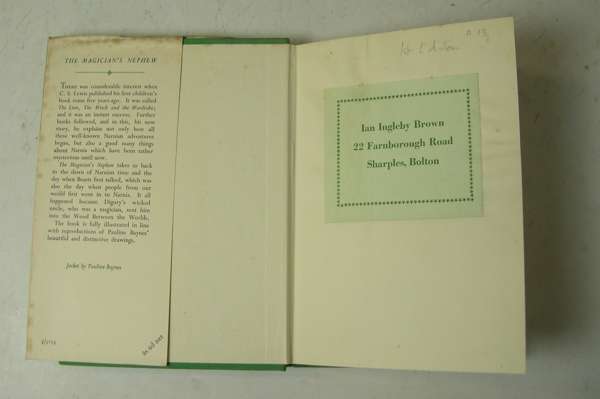 THE MAGICIAN'S NEPHEW
THERE was considerable interest when
C. S. Lewis published his first children's
book some five years ago. It was called
The Lion, The Witch and the Wardrobe,
and it was an instant success. Further
books followed, and in this, his new
story, he explains not only how all
these well-known Narnian adventures
began, but also a good many things
about Narnia which have been rather
mysterious until now.
The Magician's Nephew takes us back
to the dawn of Narnian time and the
day when Beasts first talked, which was
also the day when people from our
world first went in to Narnia. It all
happened because Digory's wicked
uncle, who was a magician, sent him
into the Wood Between the Worlds.
The book is fully illustrated in line
with reproductions of Pauline Baynes'
beautiful and distinctive drawings.
Jacket by Pauline Baynes
net
Ist Edition
Ian Ingleby Brown
22 Farnborough Road
Sharples, Bolton